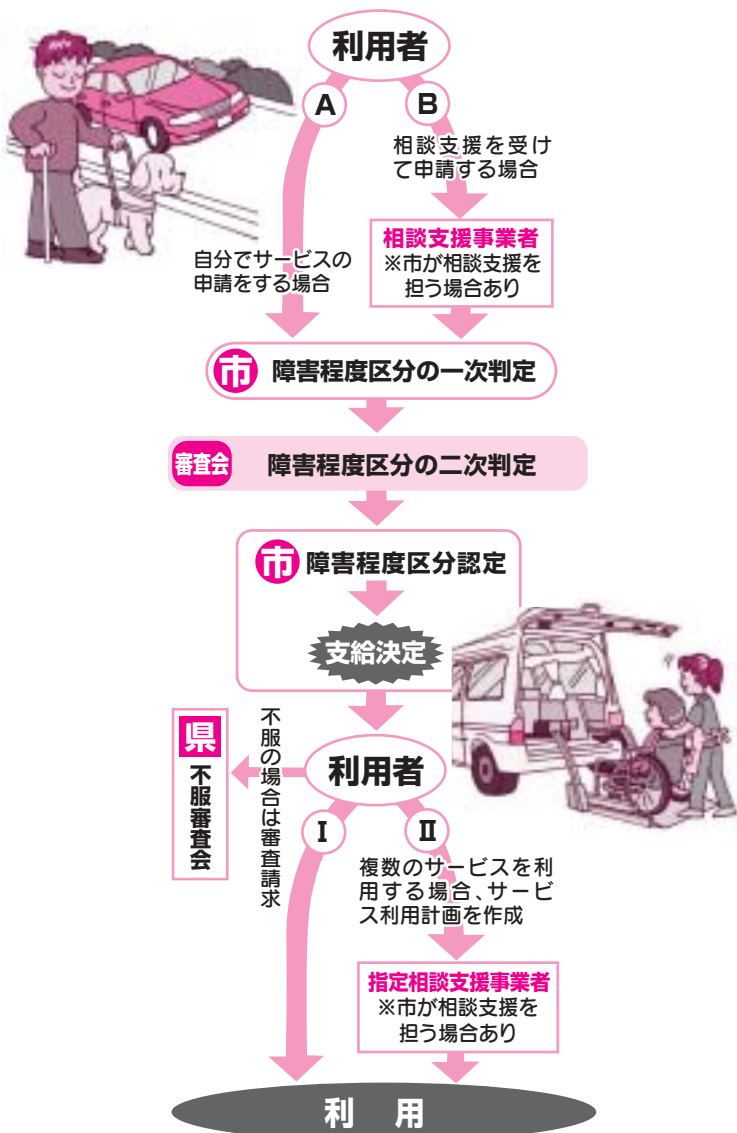 利用者
A
B
相談支援を受け
て申請する場合
自分でサービスの
申請をする場合
相談支援事業者
※市が相談支援を
担う場合あり
市 障害程度区分の一次判定
審査会 障害程度区分の二次判定
市 障害程度区分認定
支給決定
利用者
不服の場合は審査請求
県
不服審査会
I
II
複数のサービスを利
用する場合、サービ
ス利用計画を作成
指定相談支援事業者
※市が相談支援を
担う場合あり
利 用